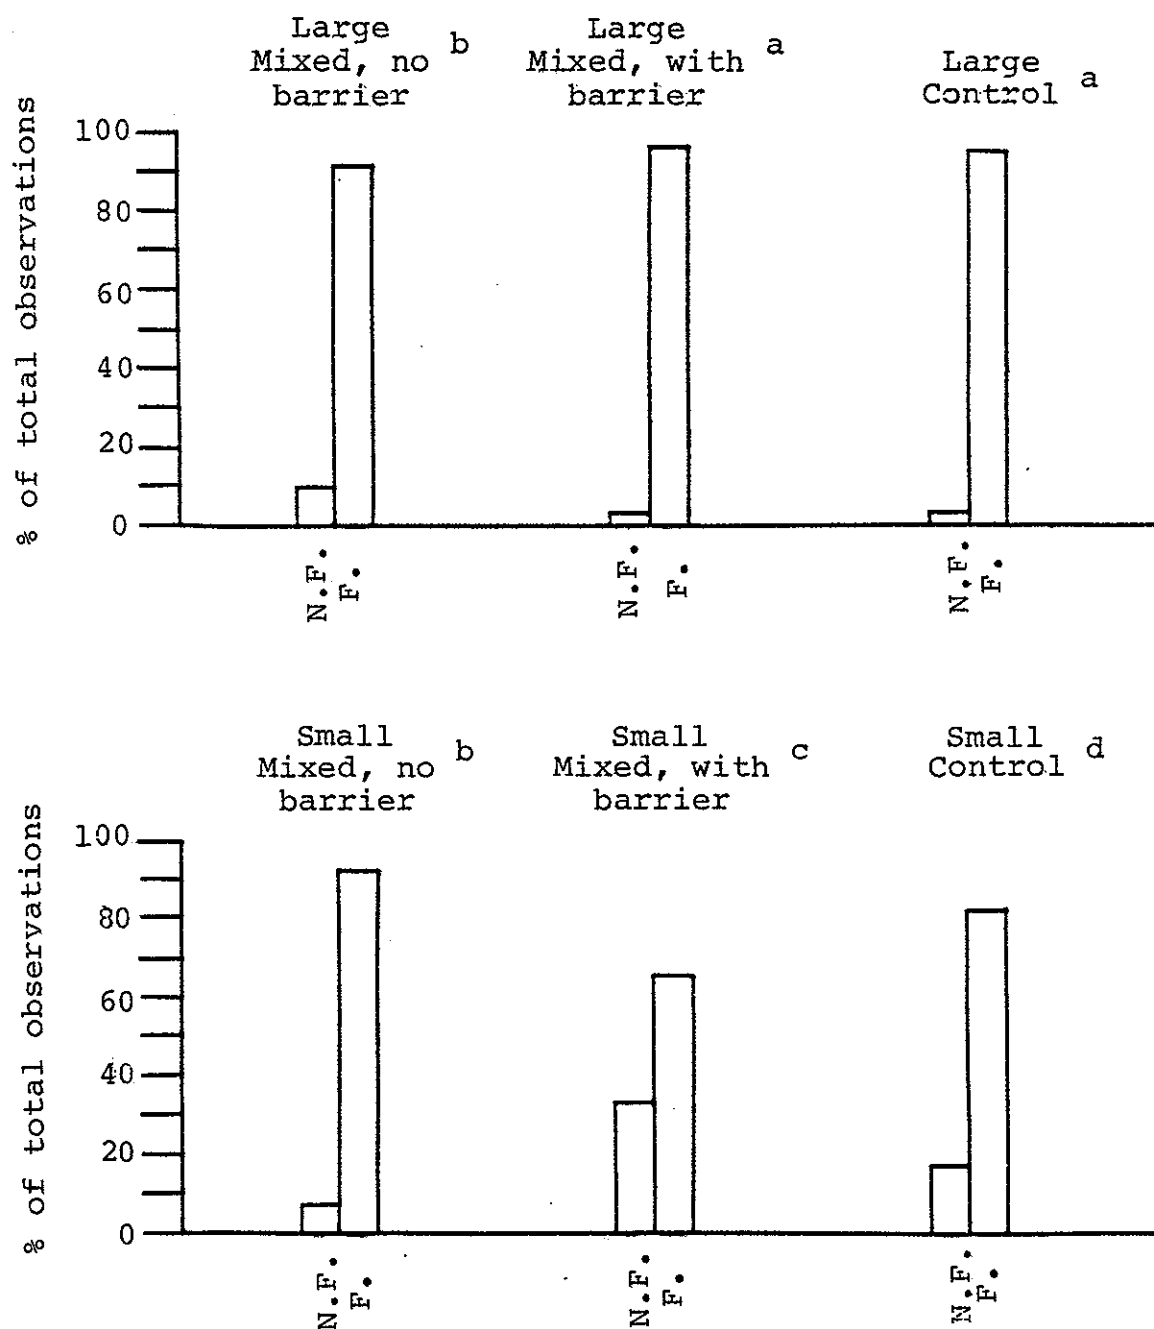 Large
Mixed, no b
barrier
Large
Mixed, with a
barrier
Large
Control a
% of total observations
100
80
60
40
20
0
N.F.
F.
N.F.
F.
N.F.
F.
Small
Mixed, no b
barrier
Small
Mixed, with c
barrier
Small
Control d
% of total observations
100
80
60
40
20
0
N.F.
F.
N.F.
F.
N.F.
F.